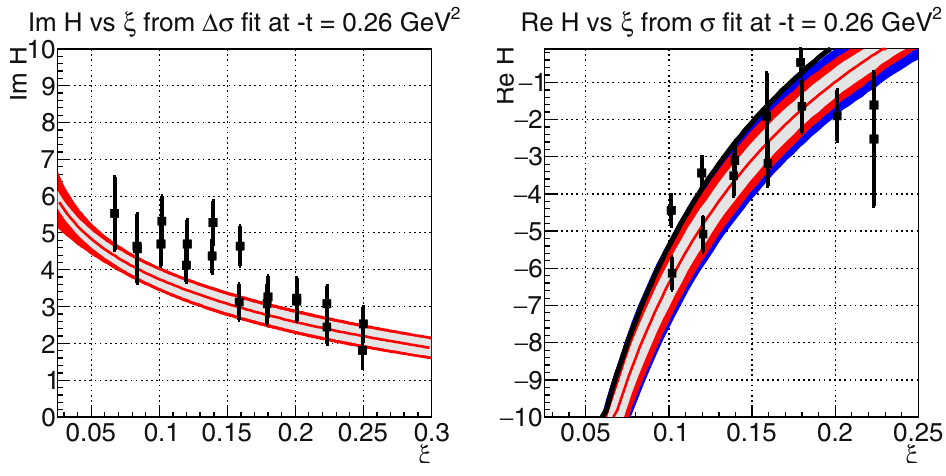 Im H vs ξ from Δσ fit at -t = 0.26 GeV²
Im H
10
9
8
7
6
5
4
3
2
1
0
0.05 0.1 0.15 0.2 0.25 0.3
ξ
Re H vs ξ from σ fit at -t = 0.26 GeV²
Re H
−1
−2
−3
−4
−5
−6
−7
−8
−9
−10
0.05 0.1 0.15 0.2 0.25
ξ